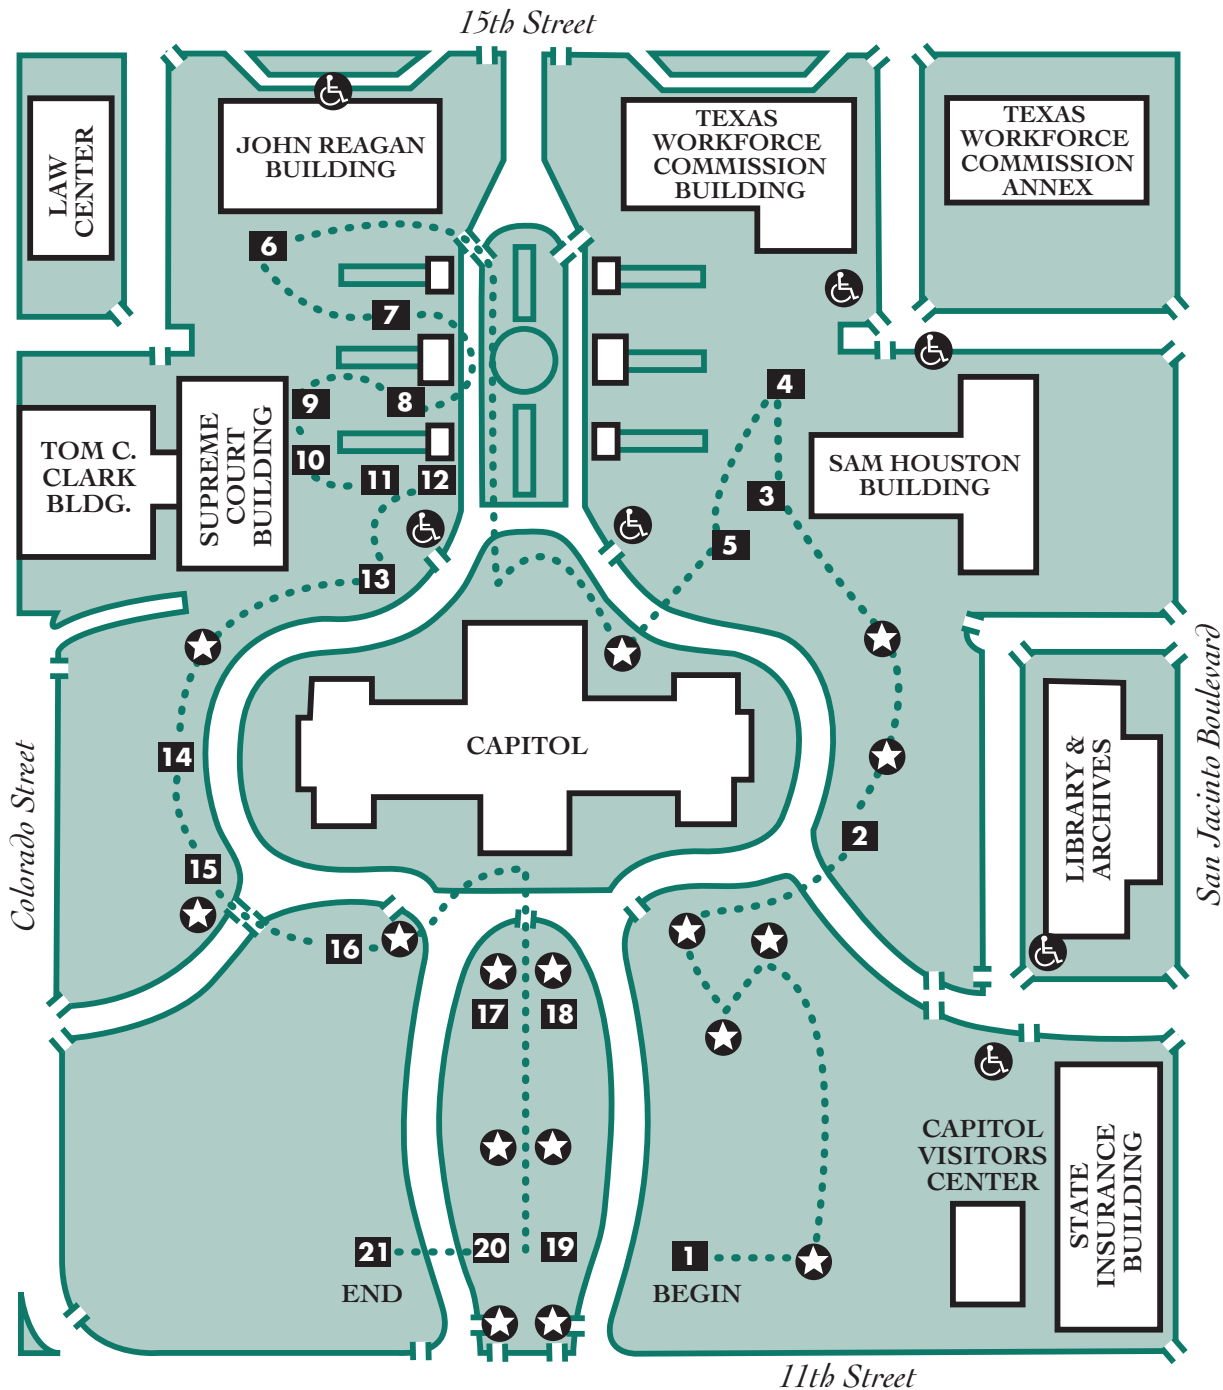 15th Street
LAW
CENTER
JOHN REAGAN
BUILDING
TEXAS
WORKFORCE
COMMISSION
BUILDING
TEXAS
WORKFORCE
COMMISSION
ANNEX
6
7
4
9
8
TOM C.
CLARK
BLDG.
SUPREME
COURT
BUILDING
10
11
12
3
SAM HOUSTON
BUILDING
5
13
Colorado Street
14
CAPITOL
2
LIBRARY &
ARCHIVES
San Jacinto Boulevard
15
16
17
18
CAPITOL
VISITORS
CENTER
STATE
INSURANCE
BUILDING
21
20
19
1
END
BEGIN
11th Street